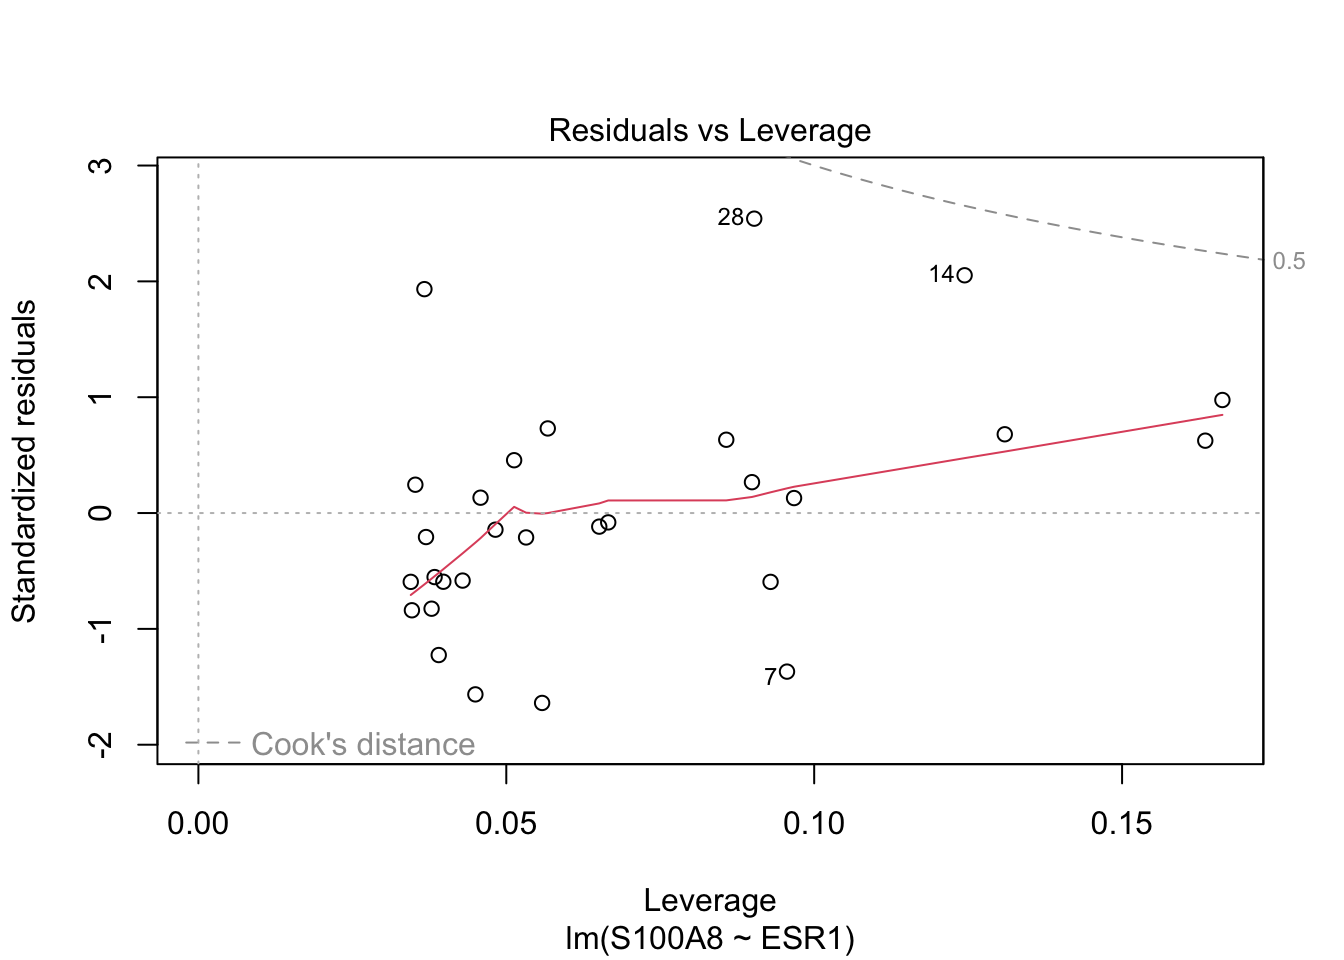 Residuals vs Leverage
Standardized residuals
3
2
1
0
-1
-2
28
14
7
0.5
Cook's distance
0.00
0.05
0.10
0.15
Leverage
lm(S100A8 ~ ESR1)